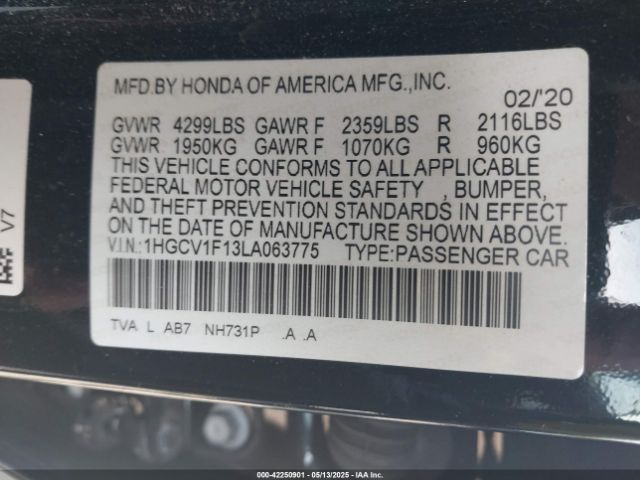 MFD.BY HONDA OF AMERICA MFG.,INC.
02/'20
GVWR 4299LBS GAWR F 2359LBS R 2116LBS
GVWR 1950KG GAWR F 1070KG R 960KG
THIS VEHICLE CONFORMS TO ALL APPLICABLE
FEDERAL MOTOR VEHICLE SAFETY , BUMPER,
AND THEFT PREVENTION STANDARDS IN EFFECT
ON THE DATE OF MANUFACTURE SHOWN ABOVE.
V.I.N.:1HGCV1F13LA063775 TYPE:PASSENGER CAR
TVA L AB7 NH731P .A .A
V7
000-42250901 — 05/13/2025 — IAA Inc.